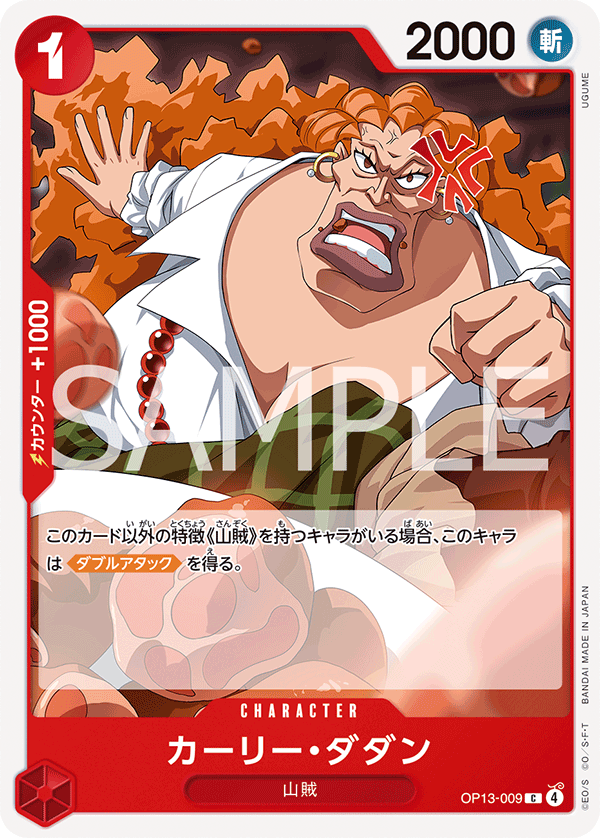 1
2000
斬
UGUME
カウンター +1000
SAMPLE
このカード以外の特徴《山賊》を持つキャラがいる場合、このキャラ
は ダブルアタック を得る。
BANDAI MADE IN JAPAN
©E.O/S ©O/S・F・T
CHARACTER
カーリー・ダダン
山賊
OP13-009 C 4